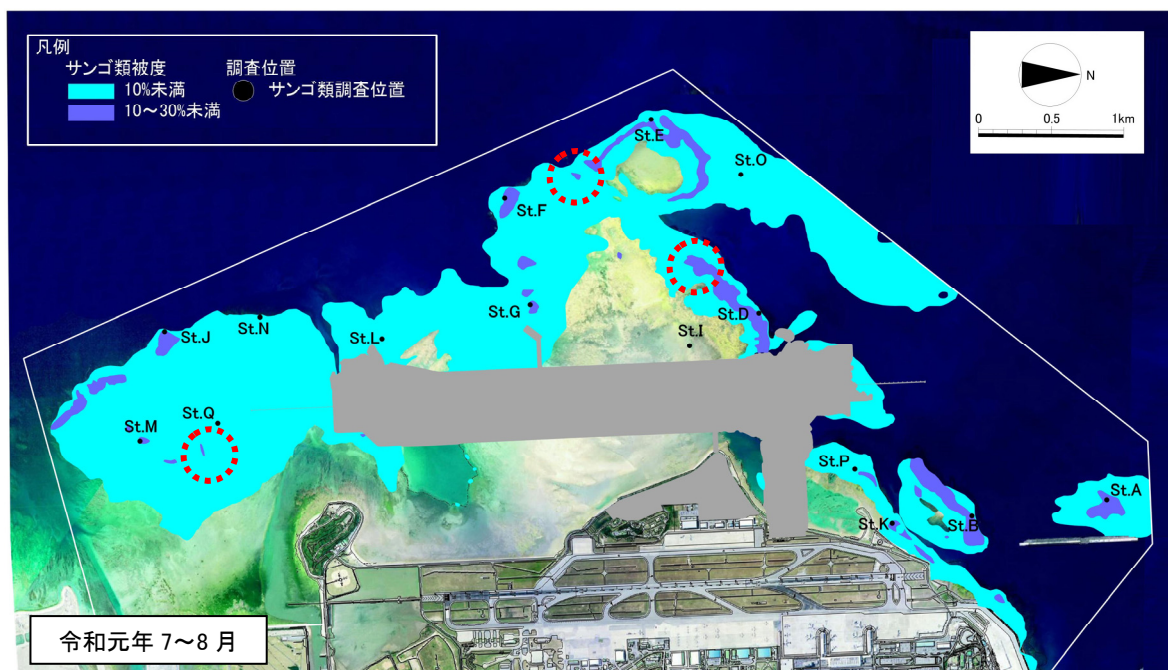 凡例
サンゴ類被度 調査位置
10%未満 サンゴ類調査位置
10～30%未満
N
0 0.5 1km
St.E
St.O
St.F
St.G
St.D
St.I
St.J
St.N
St.L
St.M
St.Q
St.P
St.A
St.B
St.K
令和元年 7～8 月